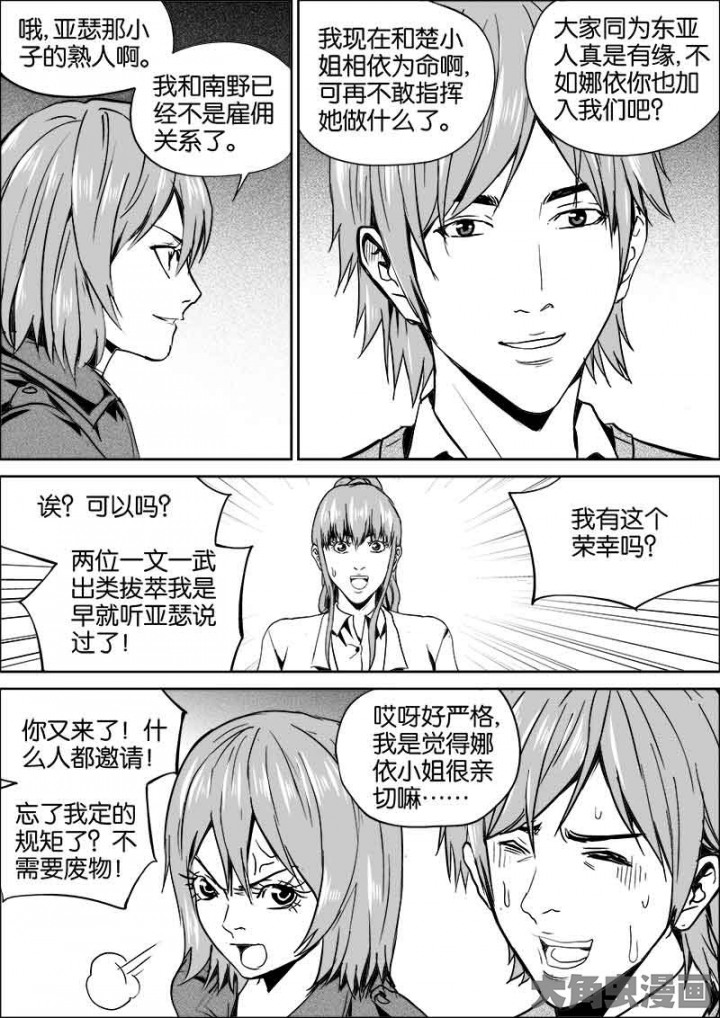 哦，亚瑟那小
子的熟人啊。
我和南野已
经不是雇佣
关系了。
我现在和楚小
姐相依为命啊，
可再不敢指挥
她做什么了。
大家同为东亚
人真是有缘，不
如娜依你也加
入我们吧？
诶？可以吗？
两位一文一武
出类拔萃我是
早就听亚瑟说
过了！
我有这个
荣幸吗？
你又来了！什
么人都邀请！
忘了我定的
规矩了？不
需要废物！
哎呀好严格，
我是觉得娜
依小姐很亲
切嘛……
大角虫漫画